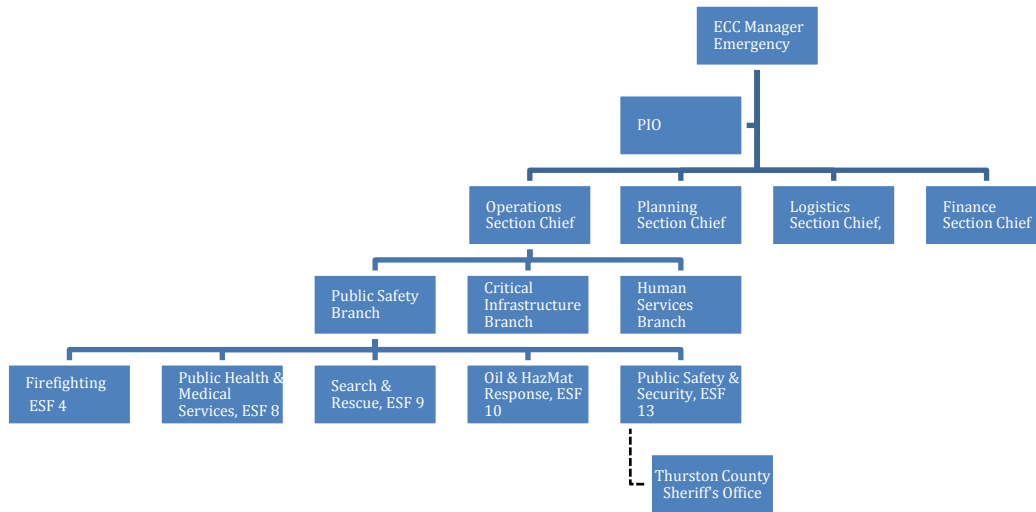 ECC Manager
Emergency
PIO
Operations
Section Chief
Planning
Section Chief
Logistics
Section Chief,
Finance
Section Chief
Public Safety
Branch
Critical
Infrastructure
Branch
Human
Services
Branch
Firefighting
ESF 4
Public Health &
Medical
Services, ESF 8
Search &
Rescue, ESF 9
Oil & HazMat
Response, ESF
10
Public Safety &
Security, ESF
13
Thurston County
Sheriff's Office